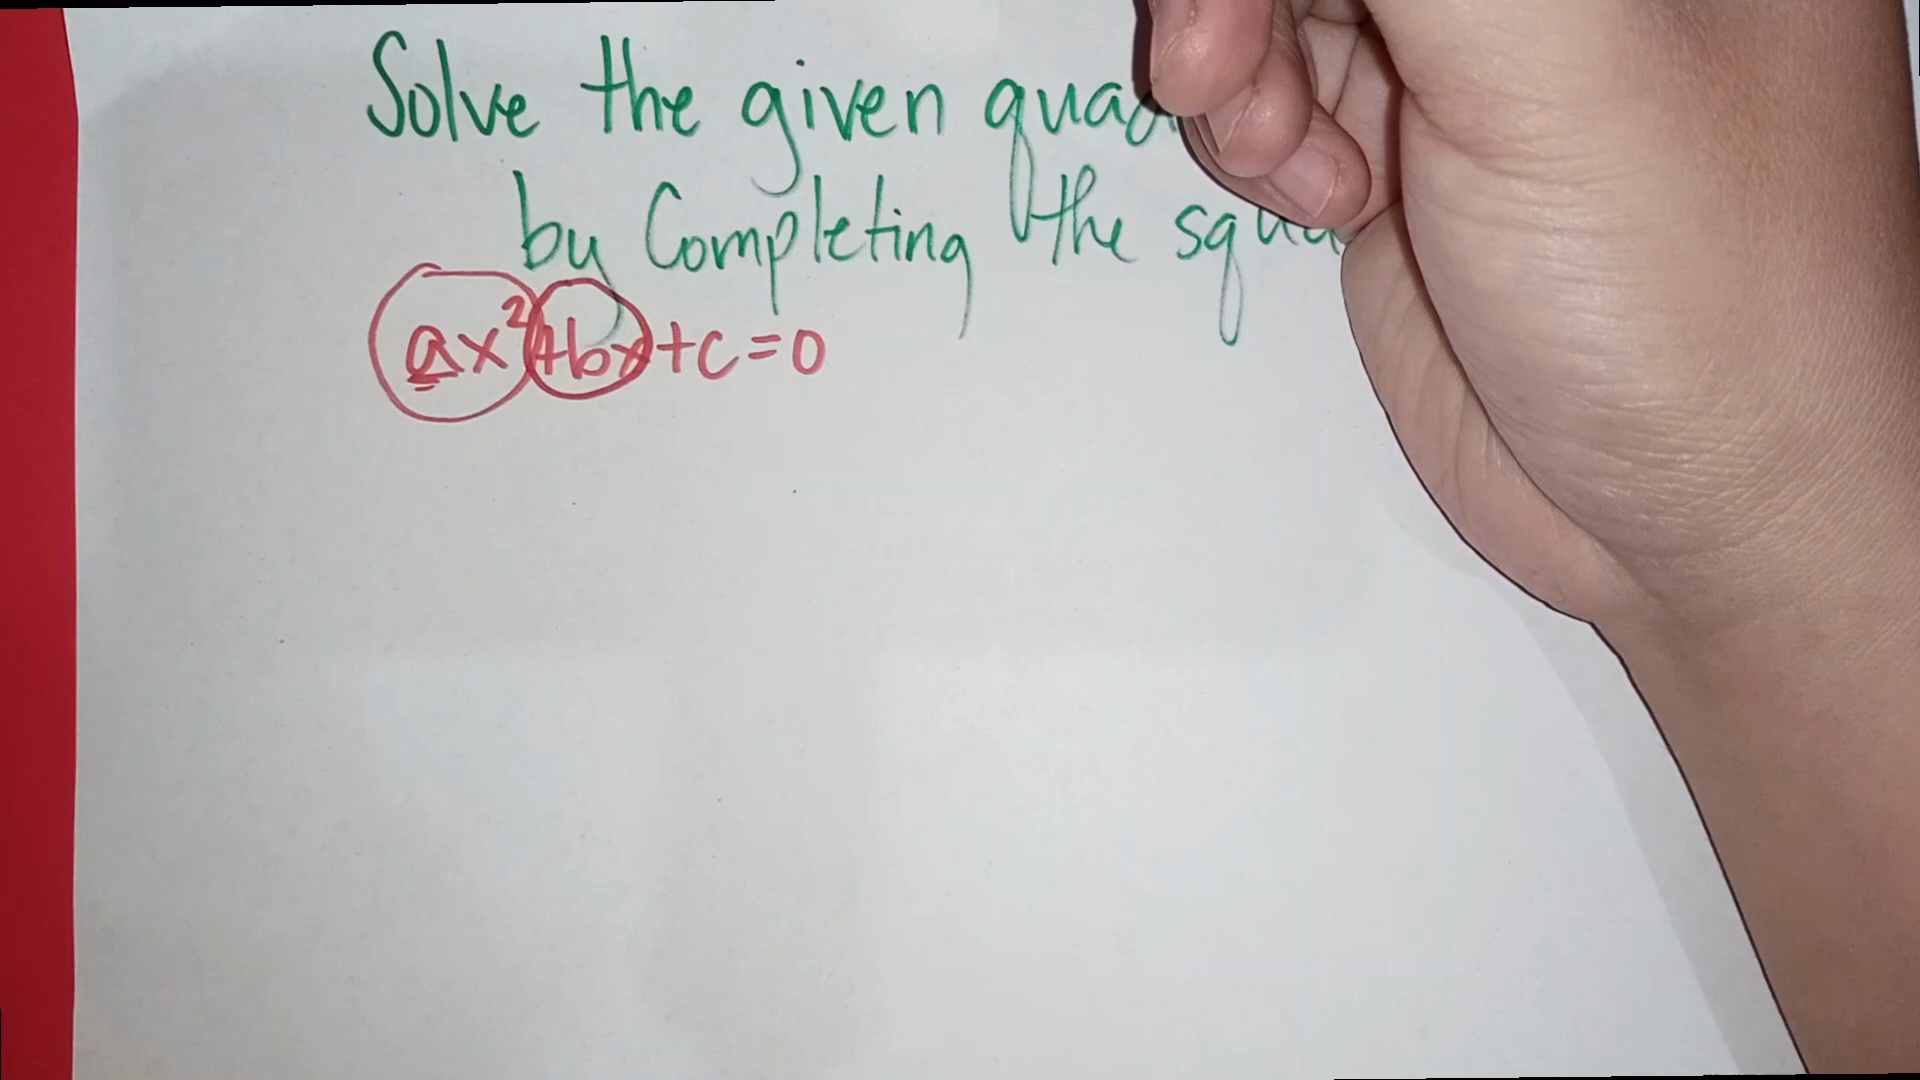 Solve the given
by Completing the
ax²+bx+c=0